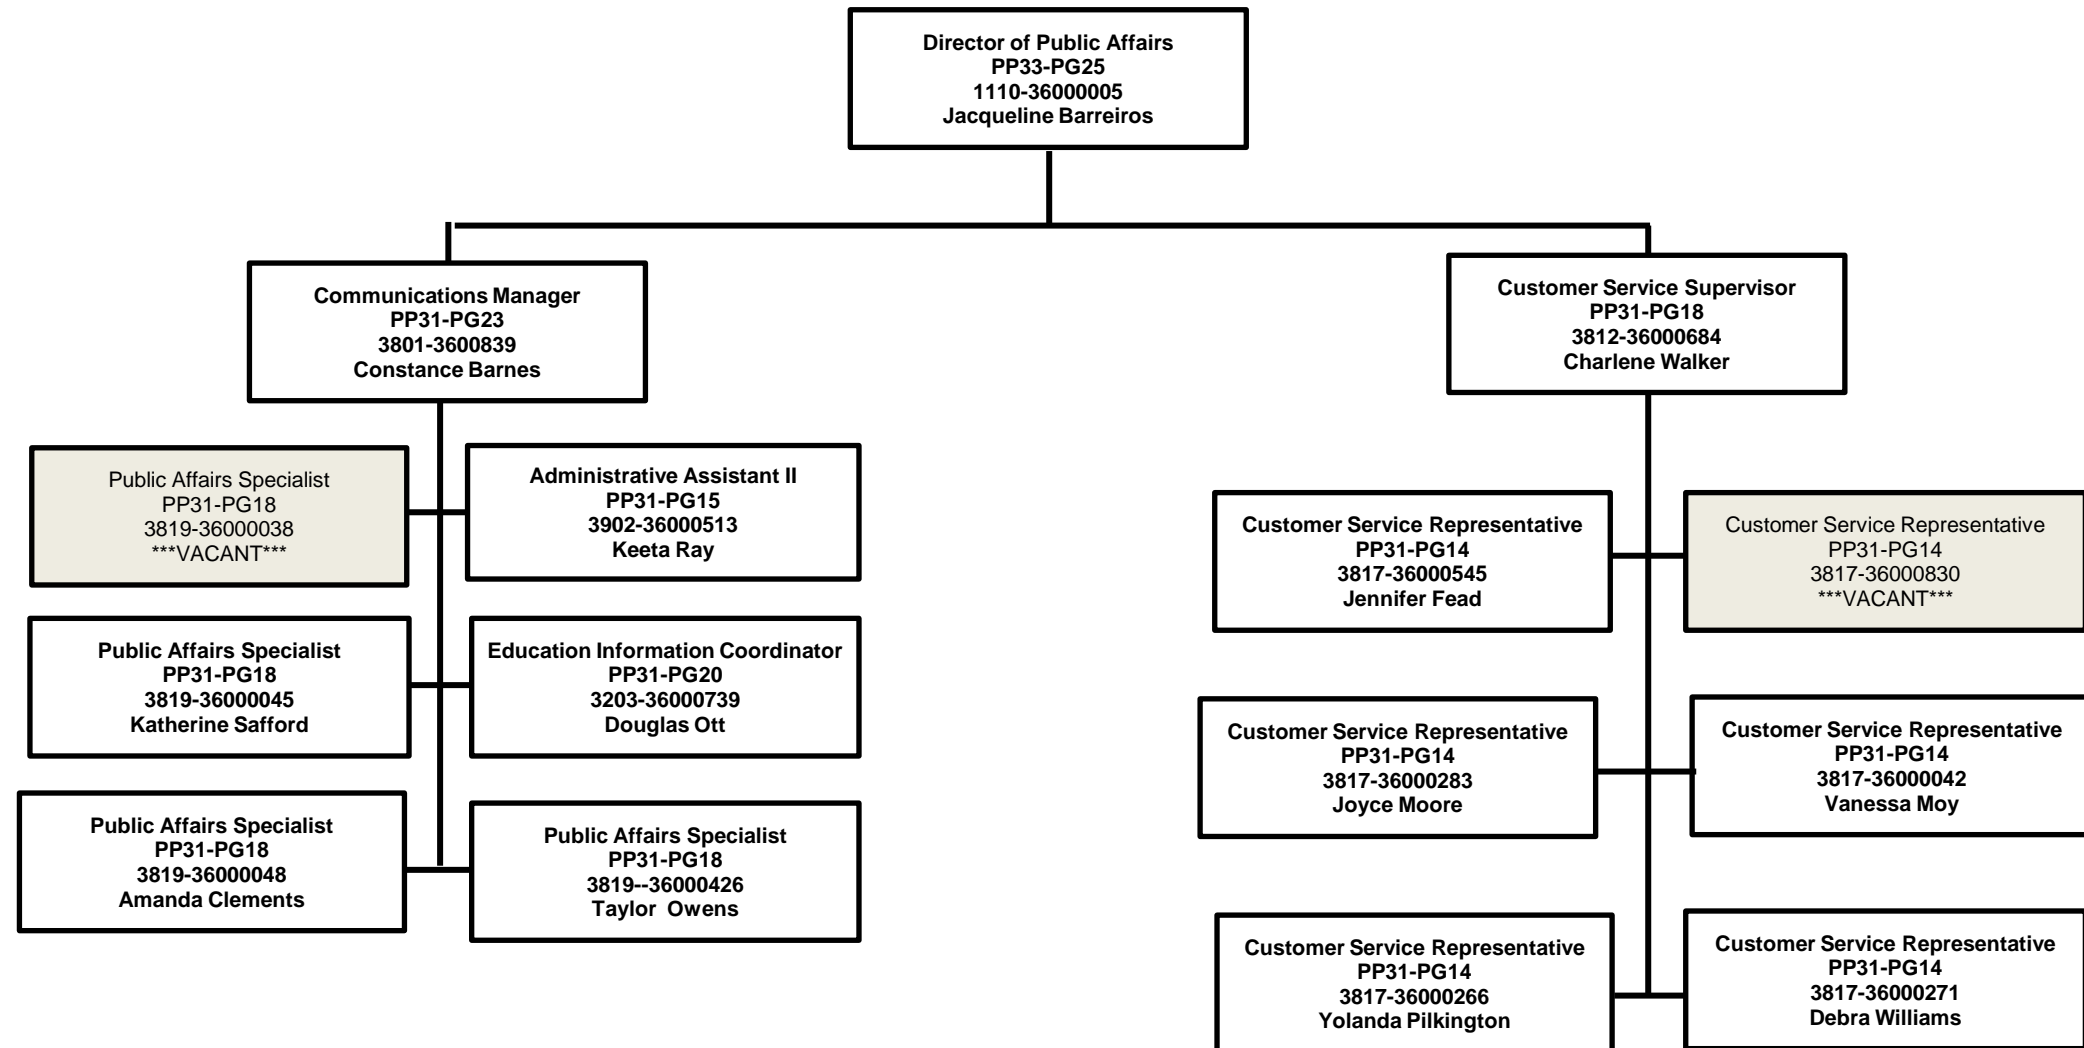 Director of Public Affairs
PP33-PG25
1110-36000005
Jacqueline Barreiros
Communications Manager
PP31-PG23
3801-3600839
Constance Barnes
Customer Service Supervisor
PP31-PG18
3812-36000684
Charlene Walker
Public Affairs Specialist
PP31-PG18
3819-36000038
***VACANT***
Administrative Assistant II
PP31-PG15
3902-36000513
Keeta Ray
Public Affairs Specialist
PP31-PG18
3819-36000045
Katherine Safford
Education Information Coordinator
PP31-PG20
3203-36000739
Douglas Ott
Public Affairs Specialist
PP31-PG18
3819-36000048
Amanda Clements
Public Affairs Specialist
PP31-PG18
3819--36000426
Taylor Owens
Customer Service Representative
PP31-PG14
3817-36000545
Jennifer Fead
Customer Service Representative
PP31-PG14
3817-36000830
***VACANT***
Customer Service Representative
PP31-PG14
3817-36000283
Joyce Moore
Customer Service Representative
PP31-PG14
3817-36000042
Vanessa Moy
Customer Service Representative
PP31-PG14
3817-36000266
Yolanda Pilkington
Customer Service Representative
PP31-PG14
3817-36000271
Debra Williams